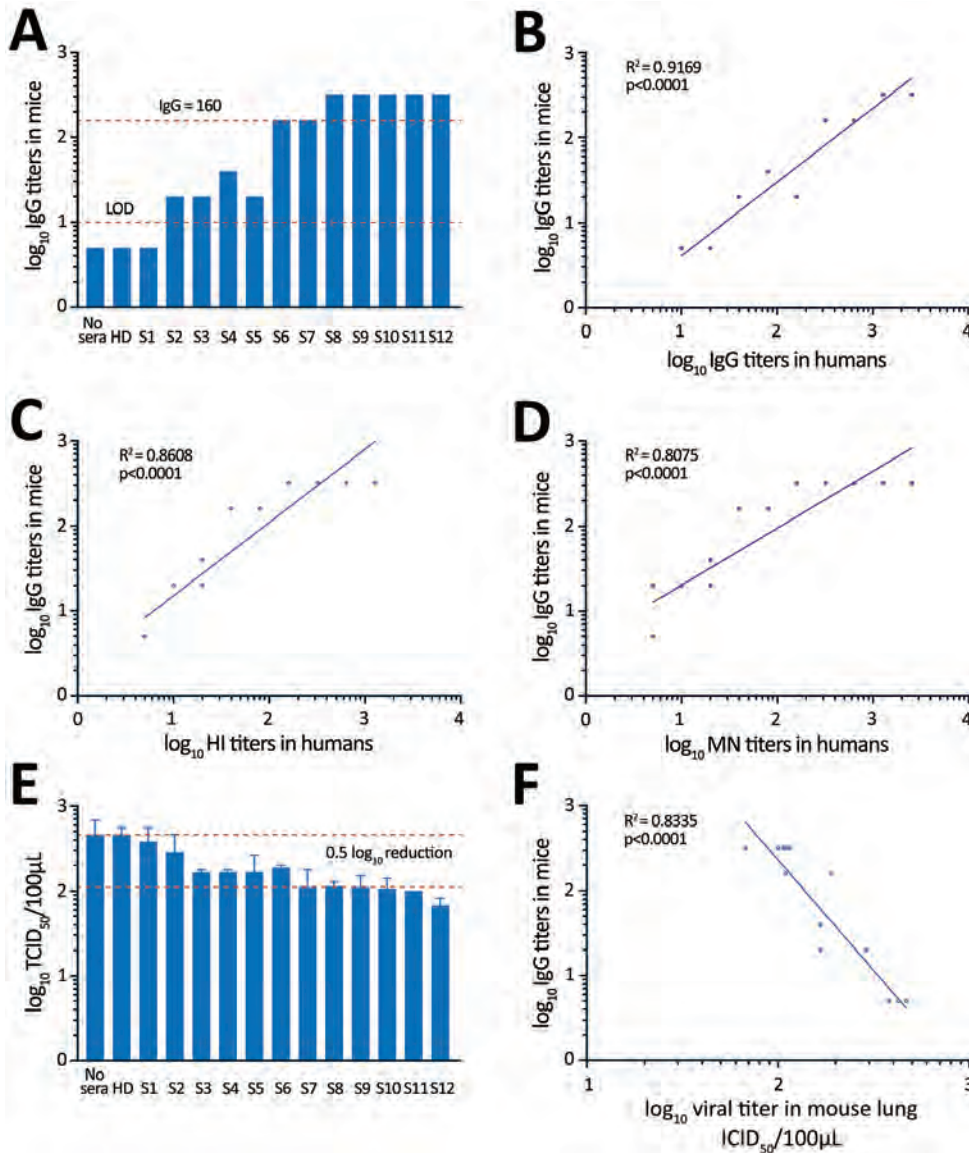 A
log10 IgG titers in mice
3
2
1
0
IgG = 160
LOD
No sera HD S1 S2 S3 S4 S5 S6 S7 S8 S9 S10 S11 S12
B
log10 IgG titers in mice
3
2
1
0
R² = 0.9169
p<0.0001
0 1 2 3 4
log10 IgG titers in humans
C
log10 IgG titers in mice
3
2
1
0
R² = 0.8608
p<0.0001
0 1 2 3 4
log10 HI titers in humans
D
log10 IgG titers in mice
3
2
1
0
R² = 0.8075
p<0.0001
0 1 2 3 4
log10 MN titers in humans
E
log10 TCID50/100µL
3
2
1
0
0.5 log10 reduction
No sera HD S1 S2 S3 S4 S5 S6 S7 S8 S9 S10 S11 S12
F
log10 IgG titers in mice
3
2
1
0
R² = 0.8335
p<0.0001
1 2 3
log10 viral titer in mouse lung
ICID50/100µL